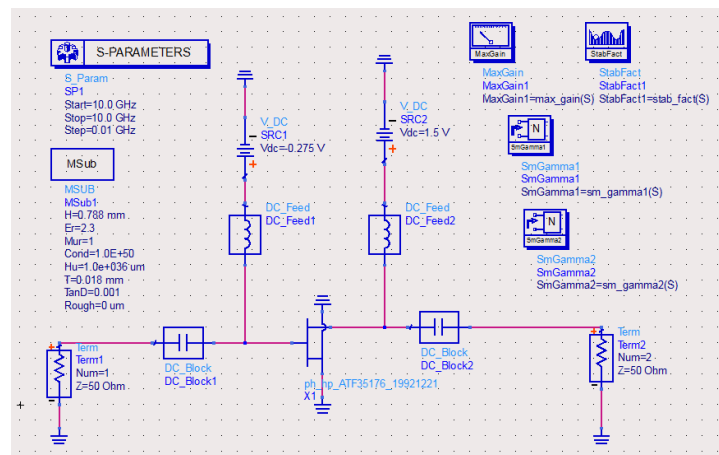 S-PARAMETERS
S_Param
SP1
Start=10.0 GHz
Stop=10.0 GHz
Step=0.01 GHz
MSub
MSUB
MSub1
H=0.788 mm
Er=2.3
Mur=1
Cond=1.0E+50
Hu=1.0e+036 um
T=0.018 mm
TanD=0.001
Rough=0 um
V_DC
SRC1
Vdc=-0.275 V
V_DC
SRC2
Vdc=1.5 V
MaxGain
MaxGain
MaxGain1
MaxGain1=max_gain(S)
StabFact
StabFact
StabFact1
StabFact1=stab_fact(S)
N
SmGamma1
SmGamma1
SmGamma1
SmGamma1=sm_gamma1(S)
N
SmGamma2
SmGamma2
SmGamma2
SmGamma2=sm_gamma2(S)
DC_Feed
DC_Feed1
DC_Feed
DC_Feed2
Term
Term1
Num=1
Z=50 Ohm
DC_Block
DC_Block1
ph_hp_ATF35176_19921221
X1
DC_Block
DC_Block2
Term
Term2
Num=2
Z=50 Ohm